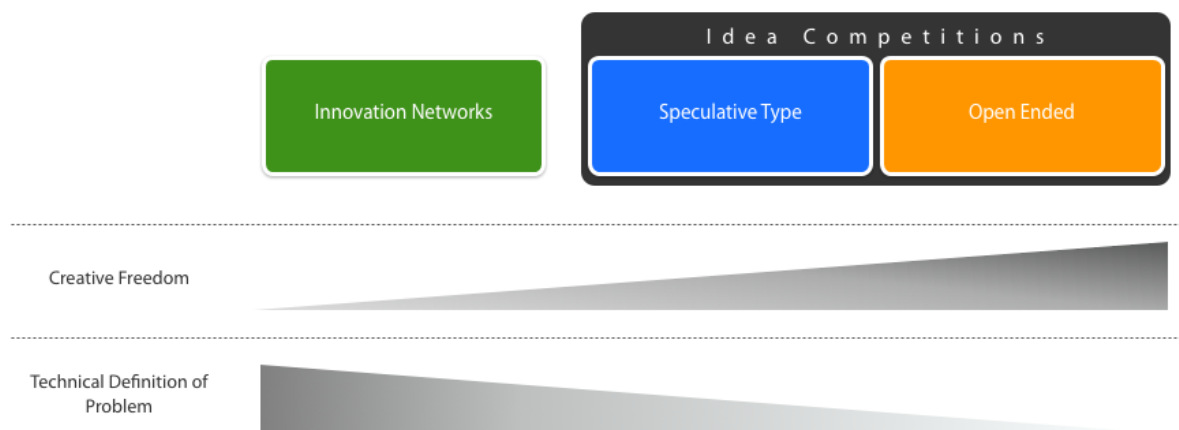 Idea Competitions
Innovation Networks
Speculative Type
Open Ended
Creative Freedom
Technical Definition of
Problem